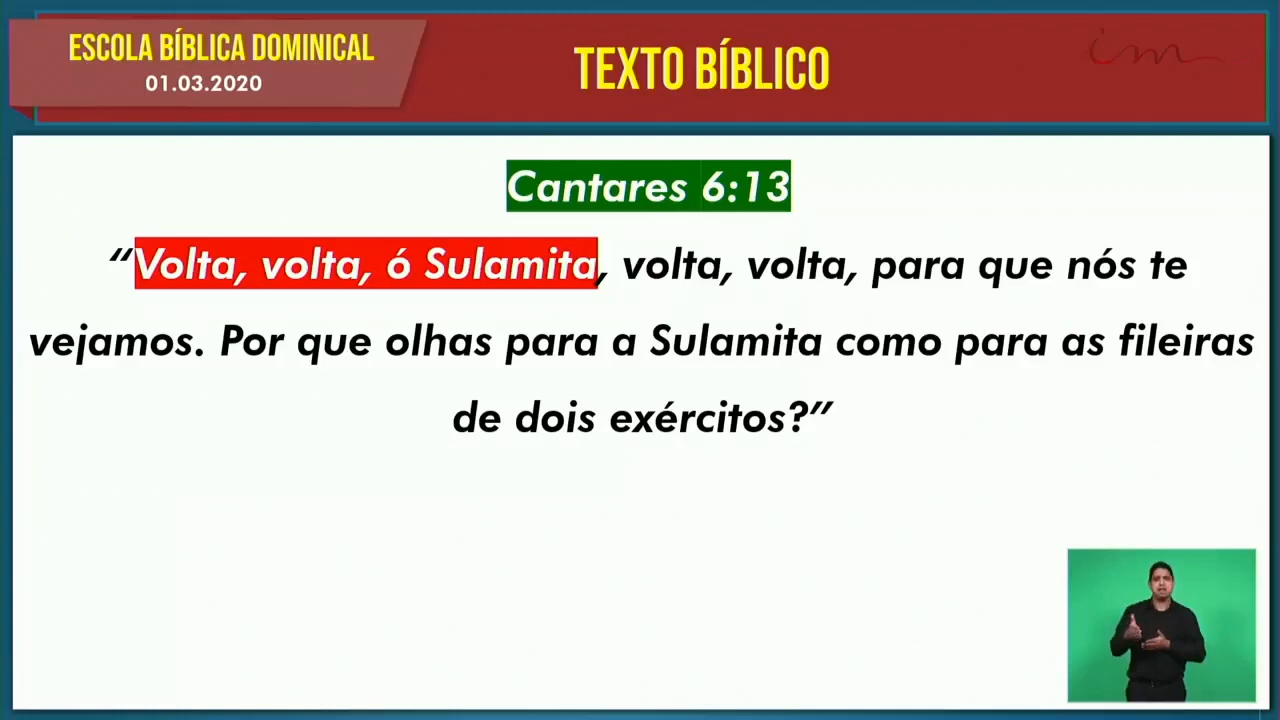 ESCOLA BÍBLICA DOMINICAL
01.03.2020
TEXTO BÍBLICO
im
Cantares 6:13
“Volta, volta, ó Sulamita, volta, volta, para que nós te
vejamos. Por que olhas para a Sulamita como para as fileiras
de dois exércitos?”